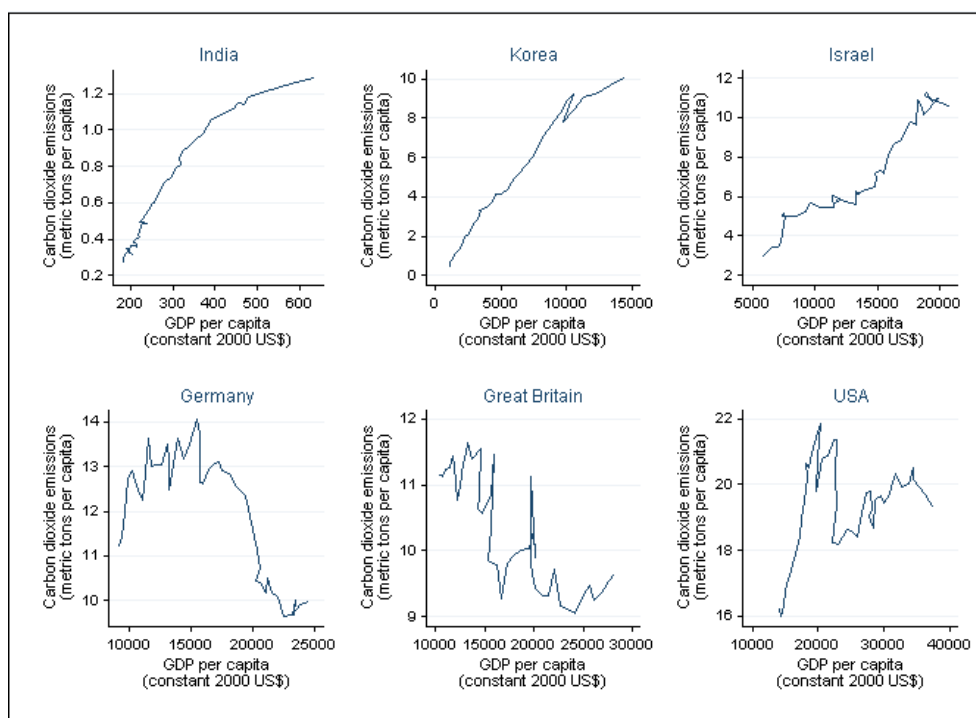 India
Carbon dioxide emissions
(metric tons per capita)
1.2
1.0
0.8
0.6
0.4
0.2
200 300 400 500 600
GDP per capita
(constant 2000 US$)
Korea
Carbon dioxide emissions
(metric tons per capita)
10
8
6
4
2
0
0 5000 10000 15000
GDP per capita
(constant 2000 US$)
Israel
Carbon dioxide emissions
(metric tons per capita)
12
10
8
6
4
2
5000 10000 15000 20000
GDP per capita
(constant 2000 US$)
Germany
Carbon dioxide emissions
(metric tons per capita)
14
13
12
11
10
10000 15000 20000 25000
GDP per capita
(constant 2000 US$)
Great Britain
Carbon dioxide emissions
(metric tons per capita)
12
11
10
9
10000 15000 20000 25000 30000
GDP per capita
(constant 2000 US$)
USA
Carbon dioxide emissions
(metric tons per capita)
22
20
18
16
10000 20000 30000 40000
GDP per capita
(constant 2000 US$)